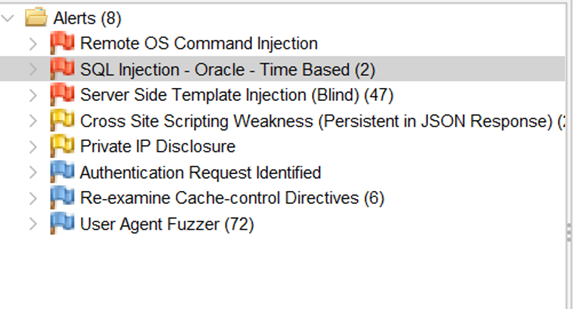 Alerts (8)
Remote OS Command Injection
SQL Injection - Oracle - Time Based (2)
Server Side Template Injection (Blind) (47)
Cross Site Scripting Weakness (Persistent in JSON Response)
Private IP Disclosure
Authentication Request Identified
Re-examine Cache-control Directives (6)
User Agent Fuzzer (72)